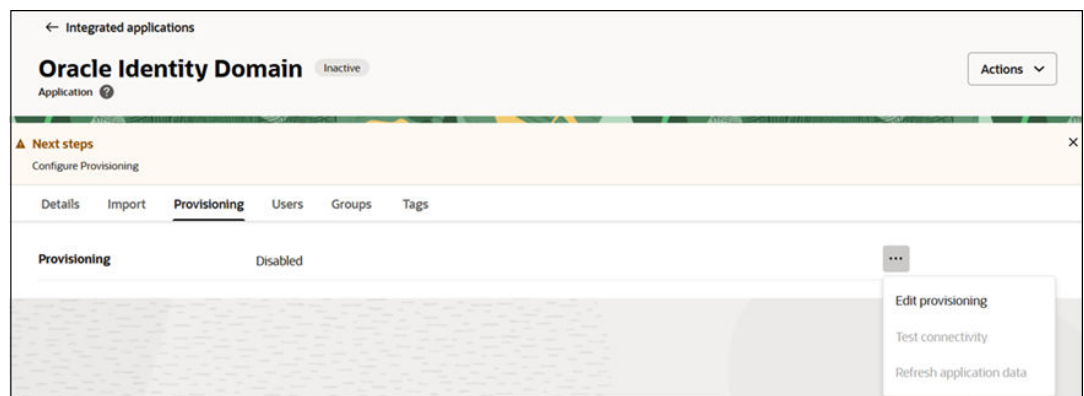 ← Integrated applications
Oracle Identity Domain Inactive
Actions
Application ?
Next steps
Configure Provisioning
Details Import Provisioning Users Groups Tags
Provisioning Disabled ...
Edit provisioning
Test connectivity
Refresh application data